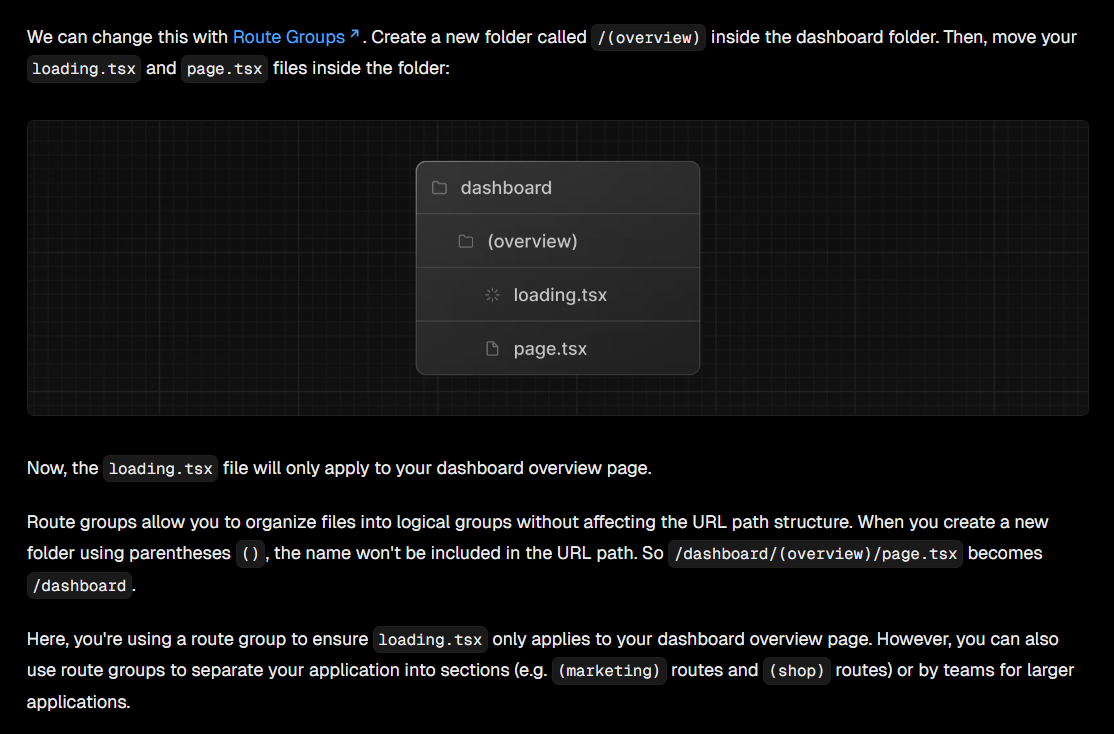 We can change this with Route Groups ↗. Create a new folder called /(overview) inside the dashboard folder. Then, move your
loading.tsx and page.tsx files inside the folder:
dashboard
(overview)
loading.tsx
page.tsx
Now, the loading.tsx file will only apply to your dashboard overview page.
Route groups allow you to organize files into logical groups without affecting the URL path structure. When you create a new
folder using parentheses (), the name won't be included in the URL path. So /dashboard/(overview)/page.tsx becomes
/dashboard.
Here, you're using a route group to ensure loading.tsx only applies to your dashboard overview page. However, you can also
use route groups to separate your application into sections (e.g. (marketing) routes and (shop) routes) or by teams for larger
applications.